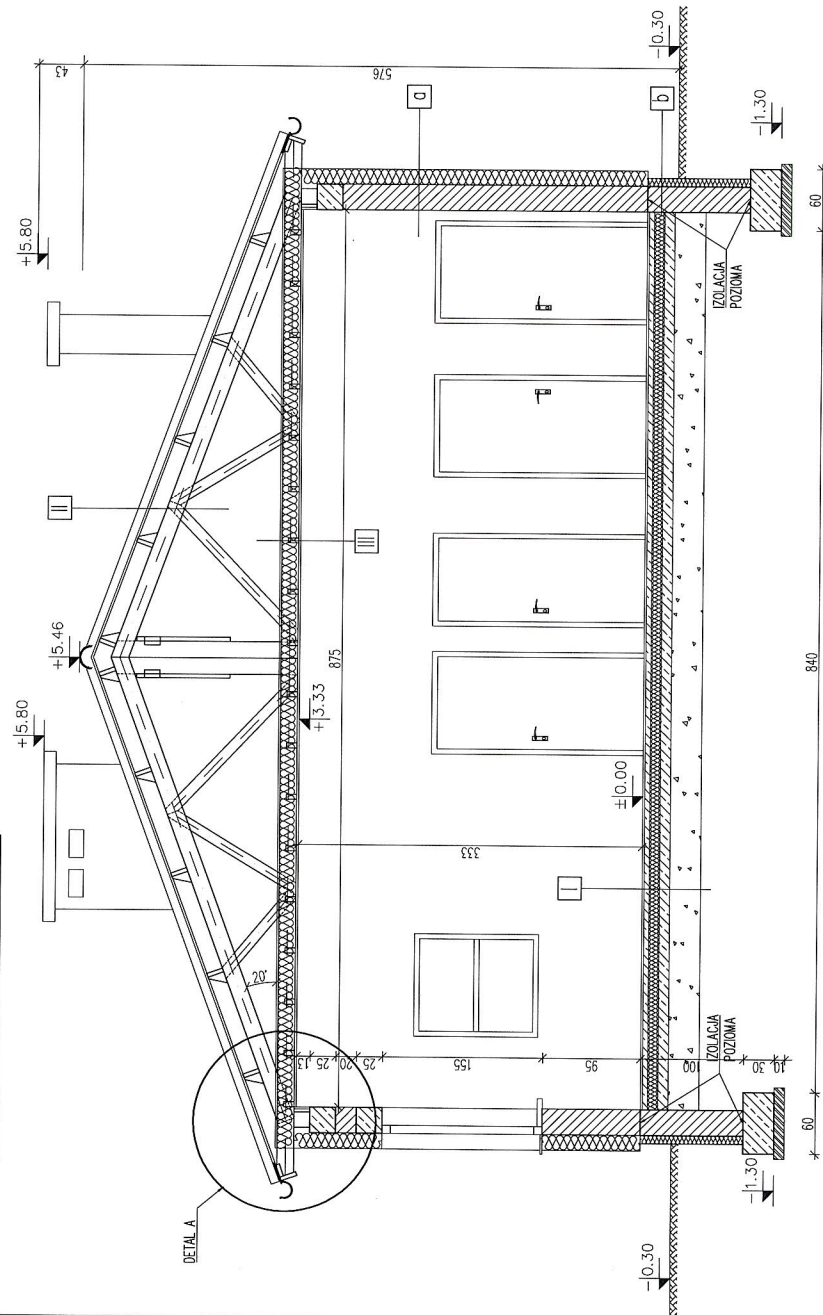 DETAL A
+5.80
+5.46
+5.80
43
576
II
III
20°
+3.33
875
333
±0.00
I
a
b
13
25
20
25
155
95
100
30
10
IZOLACJA
POZIOMA
IZOLACJA
POZIOMA
-0.30
-1.30
60
840
60
-0.30
-1.30